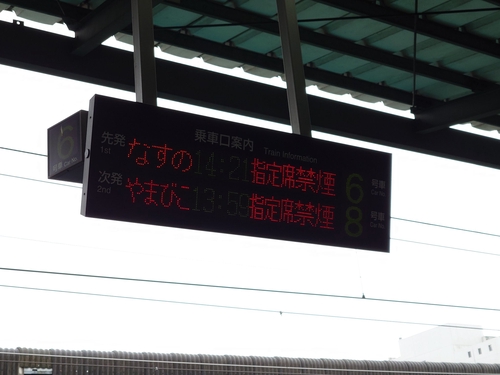 乗車口案内
Train Information
先発 なすの 14:21 指定席禁煙 6 号車
1st
次発 やまびこ 13:59 指定席禁煙 8 号車
2nd
6